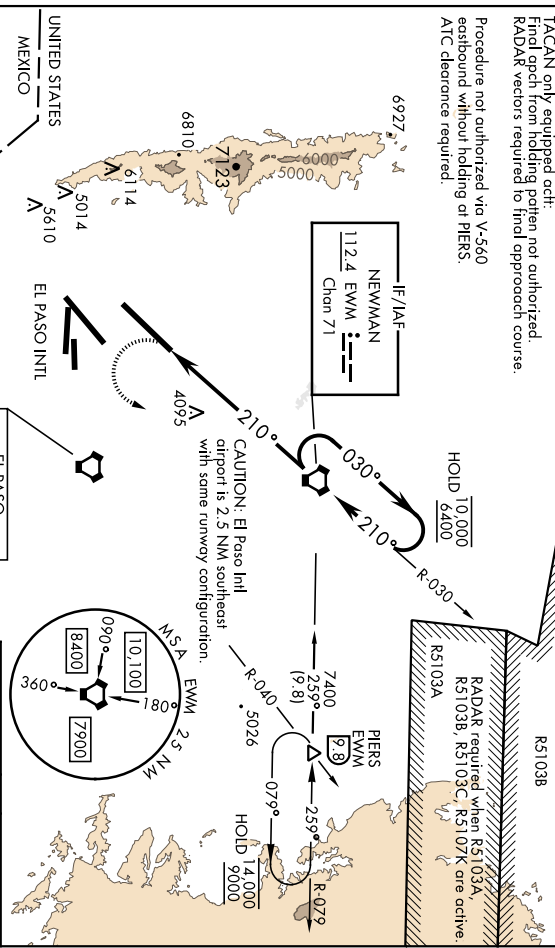 TACAN only equipped acft:
Final apch from holding patten not authorized.
RADAR vectors required to final approach course.
Procedure not authorized via V-560
eastbound without holding at PIERS.
ATC clearance required.
UNITED STATES
MEXICO
6927
6810
7123
6000
5000
6114
5014
5610
IF/IAF
NEWMAN
112.4 EWM
Chan 71
HOLD 10,000
6400
030°
210°
R-030
210°
4095
EL PASO INTL
CAUTION: El Paso Intl
airport is 2.5 NM southeast
with same runway configuration.
R5103B
R5103A
RADAR required when R5103A,
R5103B, R5103C, R5107K are active.
7400
259°
(9.8)
PIERS
EWM
9.8
R-040
5026
079°
259°
R-079
HOLD 14,000
9000
MSA EWM 25 NM
090°
10,100
180°
8400
360°
7900